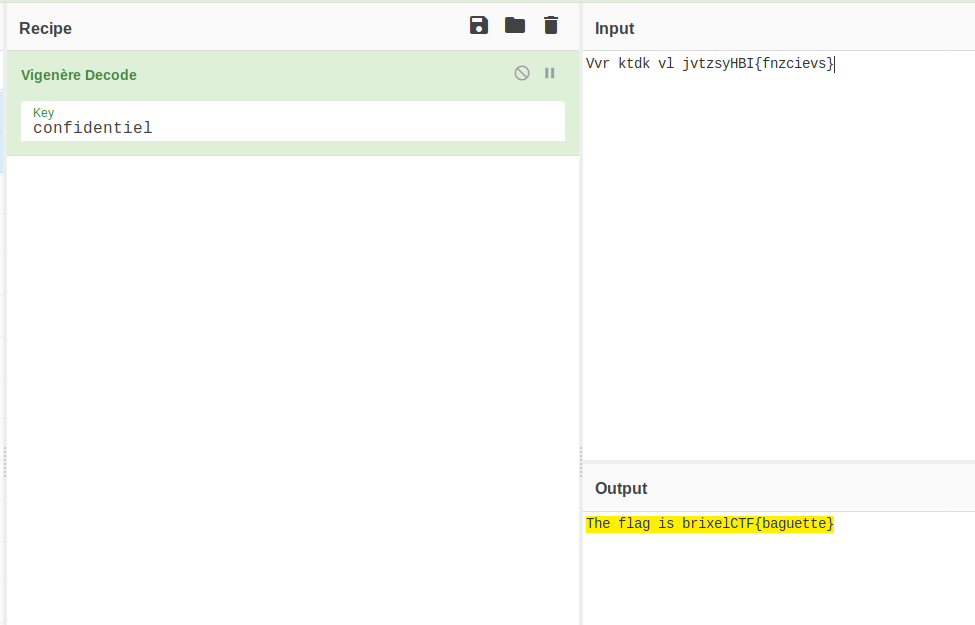 Recipe
Vigenère Decode
Key
confidentiel
Input
Vvr ktdk vl jvtzsyHBI{fnzcievs}
Output
The flag is brixelCTF{baguette}